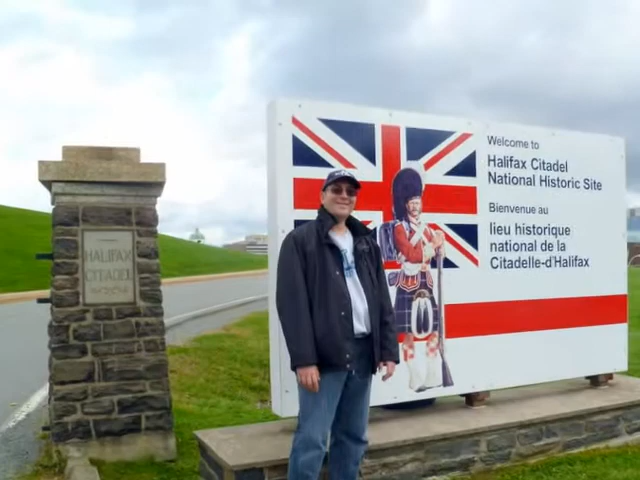 Welcome to
Halifax Citadel
National Historic Site
Bienvenue au
lieu historique
national de la
Citadelle-d'Halifax
HALIFAX
CITADEL